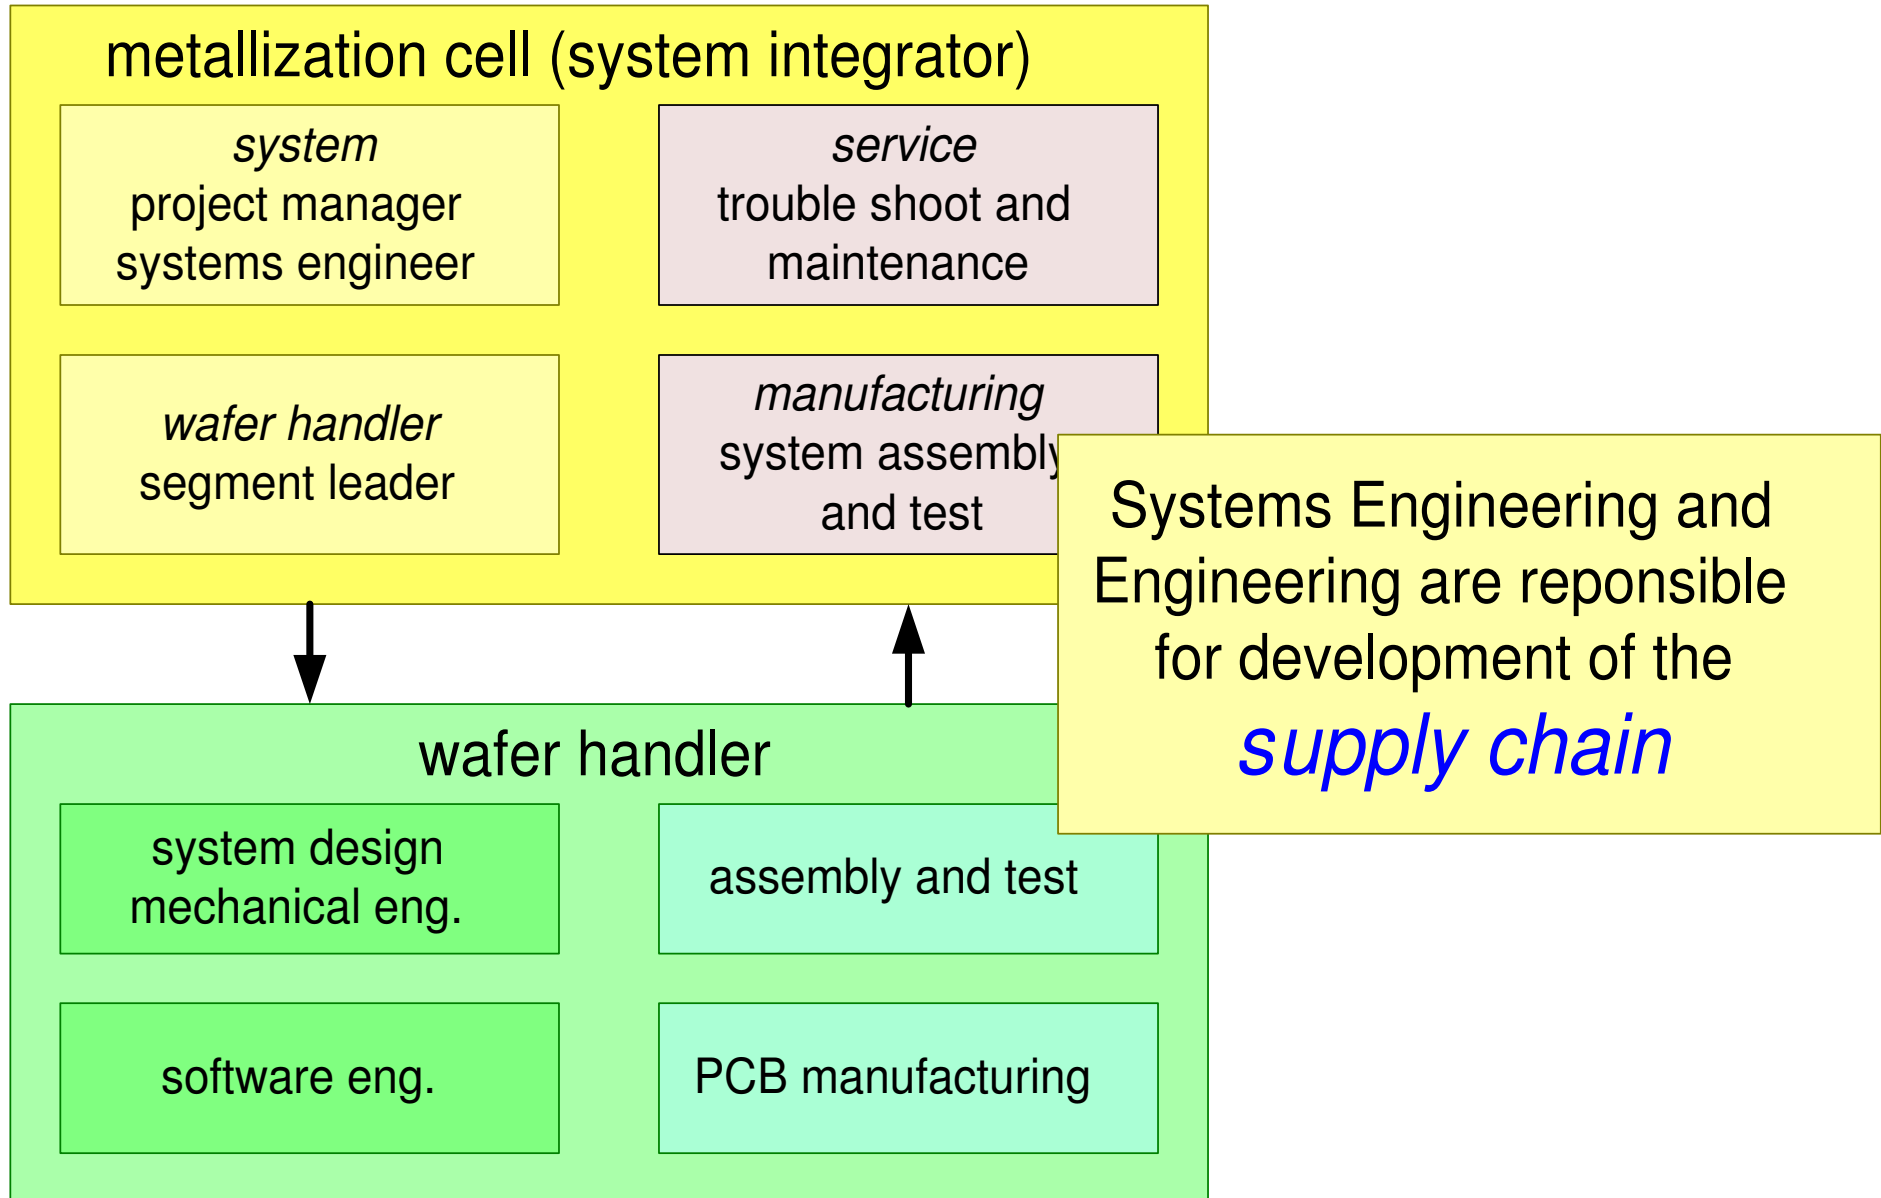 metallization cell (system integrator)
system
project manager
systems engineer
service
trouble shoot and
maintenance
wafer handler
segment leader
manufacturing
system assembly
and test
Systems Engineering and
Engineering are reponsible
for development of the
supply chain
wafer handler
system design
mechanical eng.
assembly and test
software eng.
PCB manufacturing